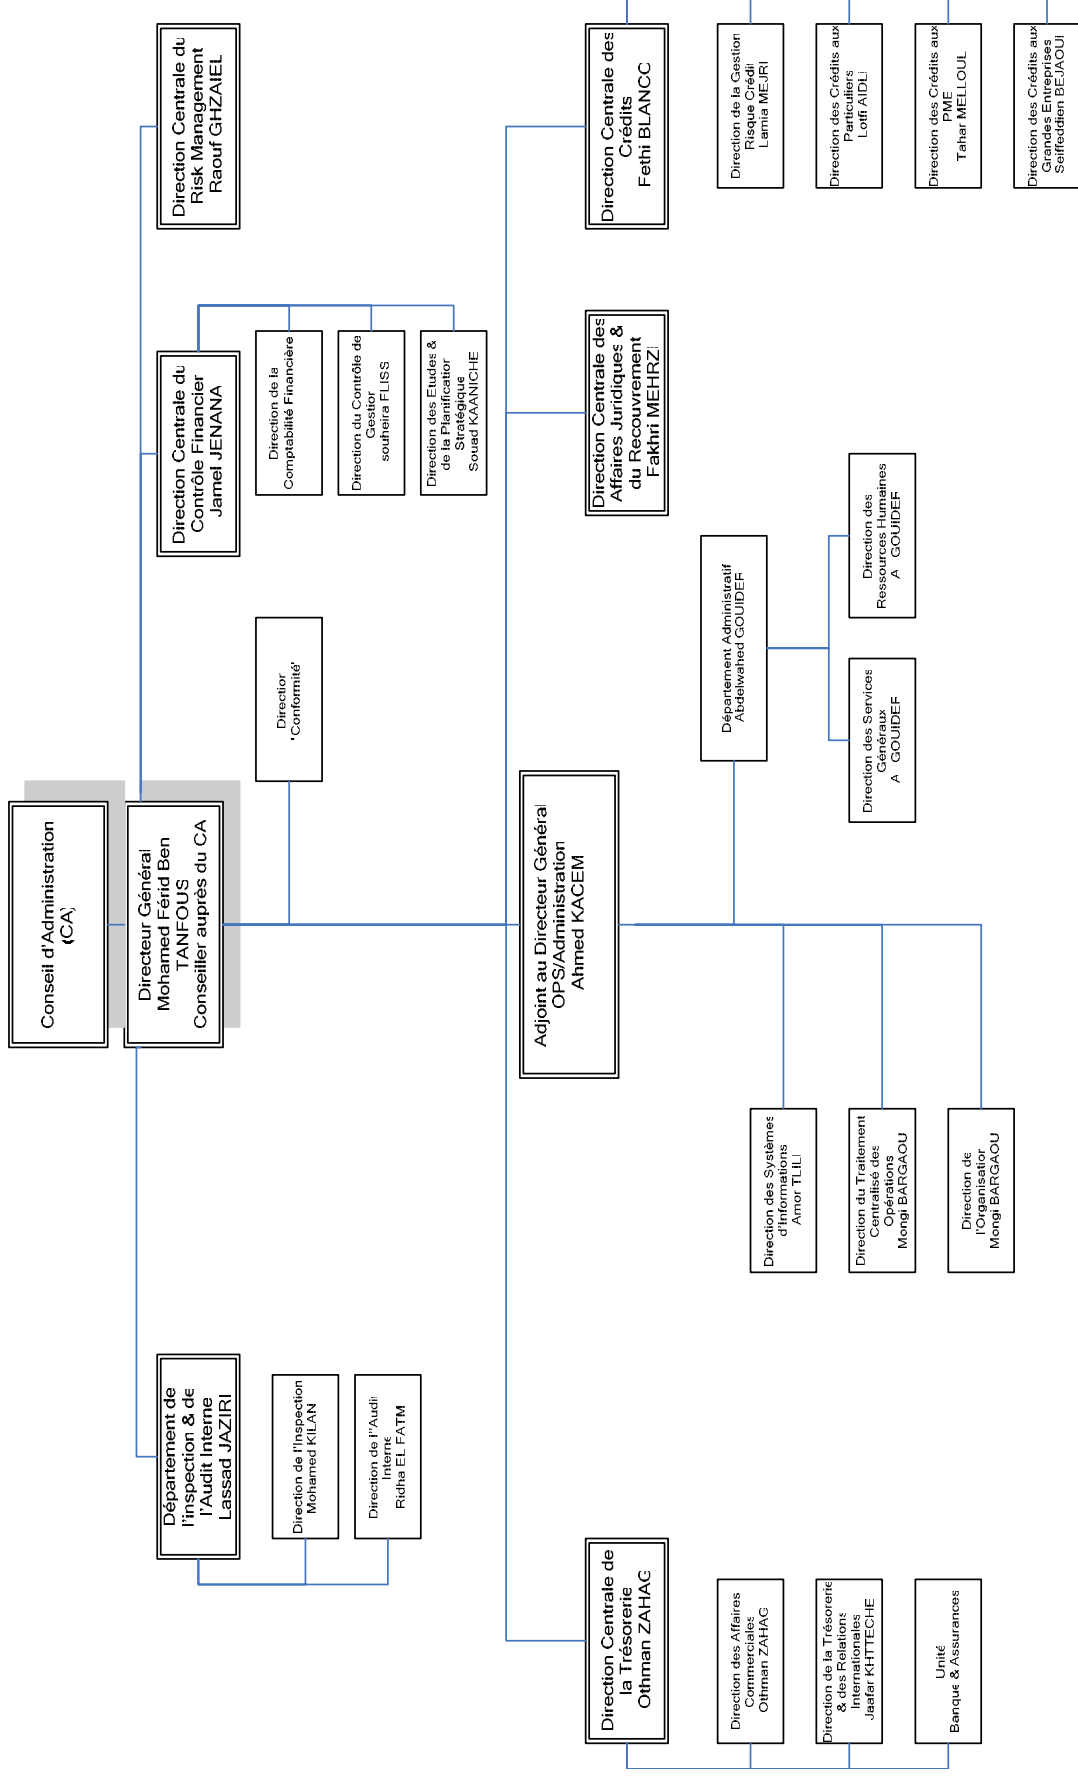 Conseil d'Administration
(CA)
Directeur Général
Mohamed Férid Ben
TANFOUS
Conseiller auprès du CA
Département de
l'inspection & de
l'Audit Interne
Lassad JAZIRI
Direction de l'Inspection
Mohamed KILAN
Direction de l''Audi
Interne
Ridha EL FATM
Direction
'Conformité'
Direction Centrale du
Contrôle Financier
Jamel JENANA
Direction de la
Comptabilité Financière
Direction du Contrôle de
Gestior
souheira FLISS
Direction des Etudes &
de la Planification
Stratégique
Souad KAANICHE
Direction Centrale du
Risk Management
Raouf GHZAIEL
Adjoint au Directeur Général
OPS/Administration
Ahmed KACEM
Direction Centrale de
la Trésorerie
Othman ZAHAG
Direction des Affaires
Commerciales
Othman ZAHAG
Direction de la Trésorerie
& des Relations
Internationales
Jaafar KHTTECHE
Unité
Banque & Assurances
Direction des Systèmes
d'Informations
Amor TLILI
Direction du Traitement
Centralisé des
Opérations
Mongi BARGAOU
Direction de
l'Organisatior
Mongi BARGAOU
Département Administratif
Abdelwahed GOUIDER
Direction des Services
Généraux
A GOUIDER
Direction des
Ressources Humaines
A GOUIDER
Direction Centrale des
Affaires Juridiques &
du Recouvrement
Fakhri MEHRZI
Direction Centrale des
Crédits
Fethi BLANCO
Direction de la Gestion
Risque Crédit
Lamia MEJRI
Direction des Crédits aux
Particuliers
Lotfi AIDLI
Direction des Crédits aux
PME
Tahar MELLOUL
Direction des Crédits aux
Grandes Entreprises
Seiffeddien BEJAOUI